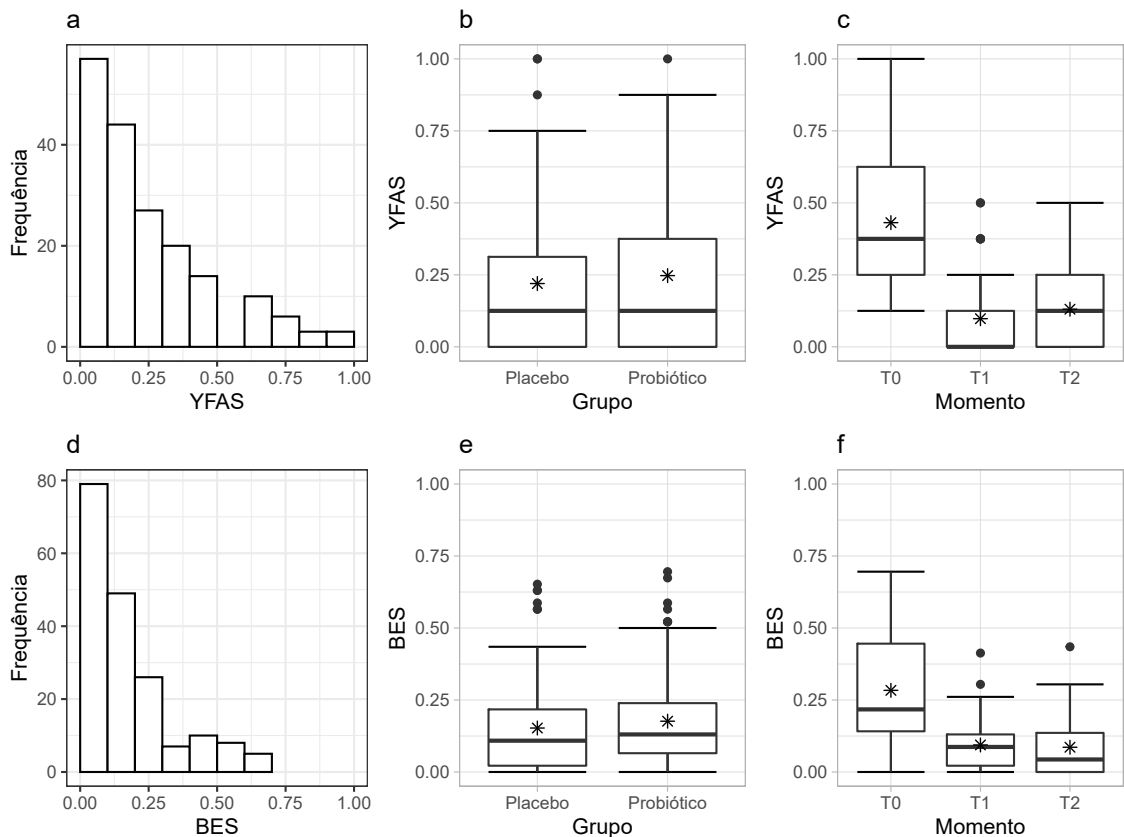 a
Frequência
40
20
0
0.00 0.25 0.50 0.75 1.00
YFAS
b
YFAS
1.00
0.75
0.50
0.25
0.00
Placebo Probiótico
Grupo
c
YFAS
1.00
0.75
0.50
0.25
0.00
T0 T1 T2
Momento
d
Frequência
80
60
40
20
0
0.00 0.25 0.50 0.75 1.00
BES
e
BES
1.00
0.75
0.50
0.25
0.00
Placebo Probiótico
Grupo
f
BES
1.00
0.75
0.50
0.25
0.00
T0 T1 T2
Momento